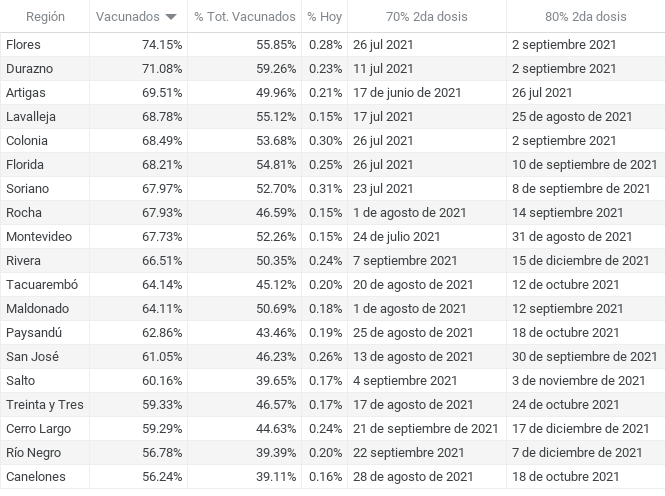 Región Vacunados % Tot. Vacunados % Hoy 70% 2da dosis 80% 2da dosis
Flores 74.15% 55.85% 0.28% 26 jul 2021 2 septiembre 2021
Durazno 71.08% 59.26% 0.23% 11 jul 2021 2 septiembre 2021
Artigas 69.51% 49.96% 0.21% 17 de junio de 2021 26 jul 2021
Lavalleja 68.78% 55.12% 0.15% 17 jul 2021 25 de agosto de 2021
Colonia 68.49% 53.68% 0.30% 26 jul 2021 2 septiembre 2021
Florida 68.21% 54.81% 0.25% 26 jul 2021 10 de septiembre de 2021
Soriano 67.97% 52.70% 0.31% 23 jul 2021 8 de septiembre de 2021
Rocha 67.93% 46.59% 0.15% 1 de agosto de 2021 14 septiembre 2021
Montevideo 67.73% 52.26% 0.15% 24 de julio 2021 31 de agosto de 2021
Rivera 66.51% 50.35% 0.24% 7 septiembre 2021 15 de diciembre de 2021
Tacuarembó 64.14% 45.12% 0.20% 20 de agosto de 2021 12 de octubre 2021
Maldonado 64.11% 50.69% 0.18% 1 de agosto de 2021 12 septiembre 2021
Paysandú 62.86% 43.46% 0.19% 25 de agosto de 2021 18 de octubre 2021
San José 61.05% 46.23% 0.26% 13 de agosto de 2021 30 de septiembre de 2021
Salto 60.16% 39.65% 0.17% 4 septiembre 2021 3 de noviembre de 2021
Treinta y Tres 59.33% 46.57% 0.17% 17 de agosto de 2021 24 de octubre 2021
Cerro Largo 59.29% 44.63% 0.24% 21 de septiembre de 2021 17 de diciembre de 2021
Río Negro 56.78% 39.39% 0.20% 22 septiembre 2021 7 de diciembre de 2021
Canelones 56.24% 39.11% 0.16% 28 de agosto de 2021 18 de octubre 2021